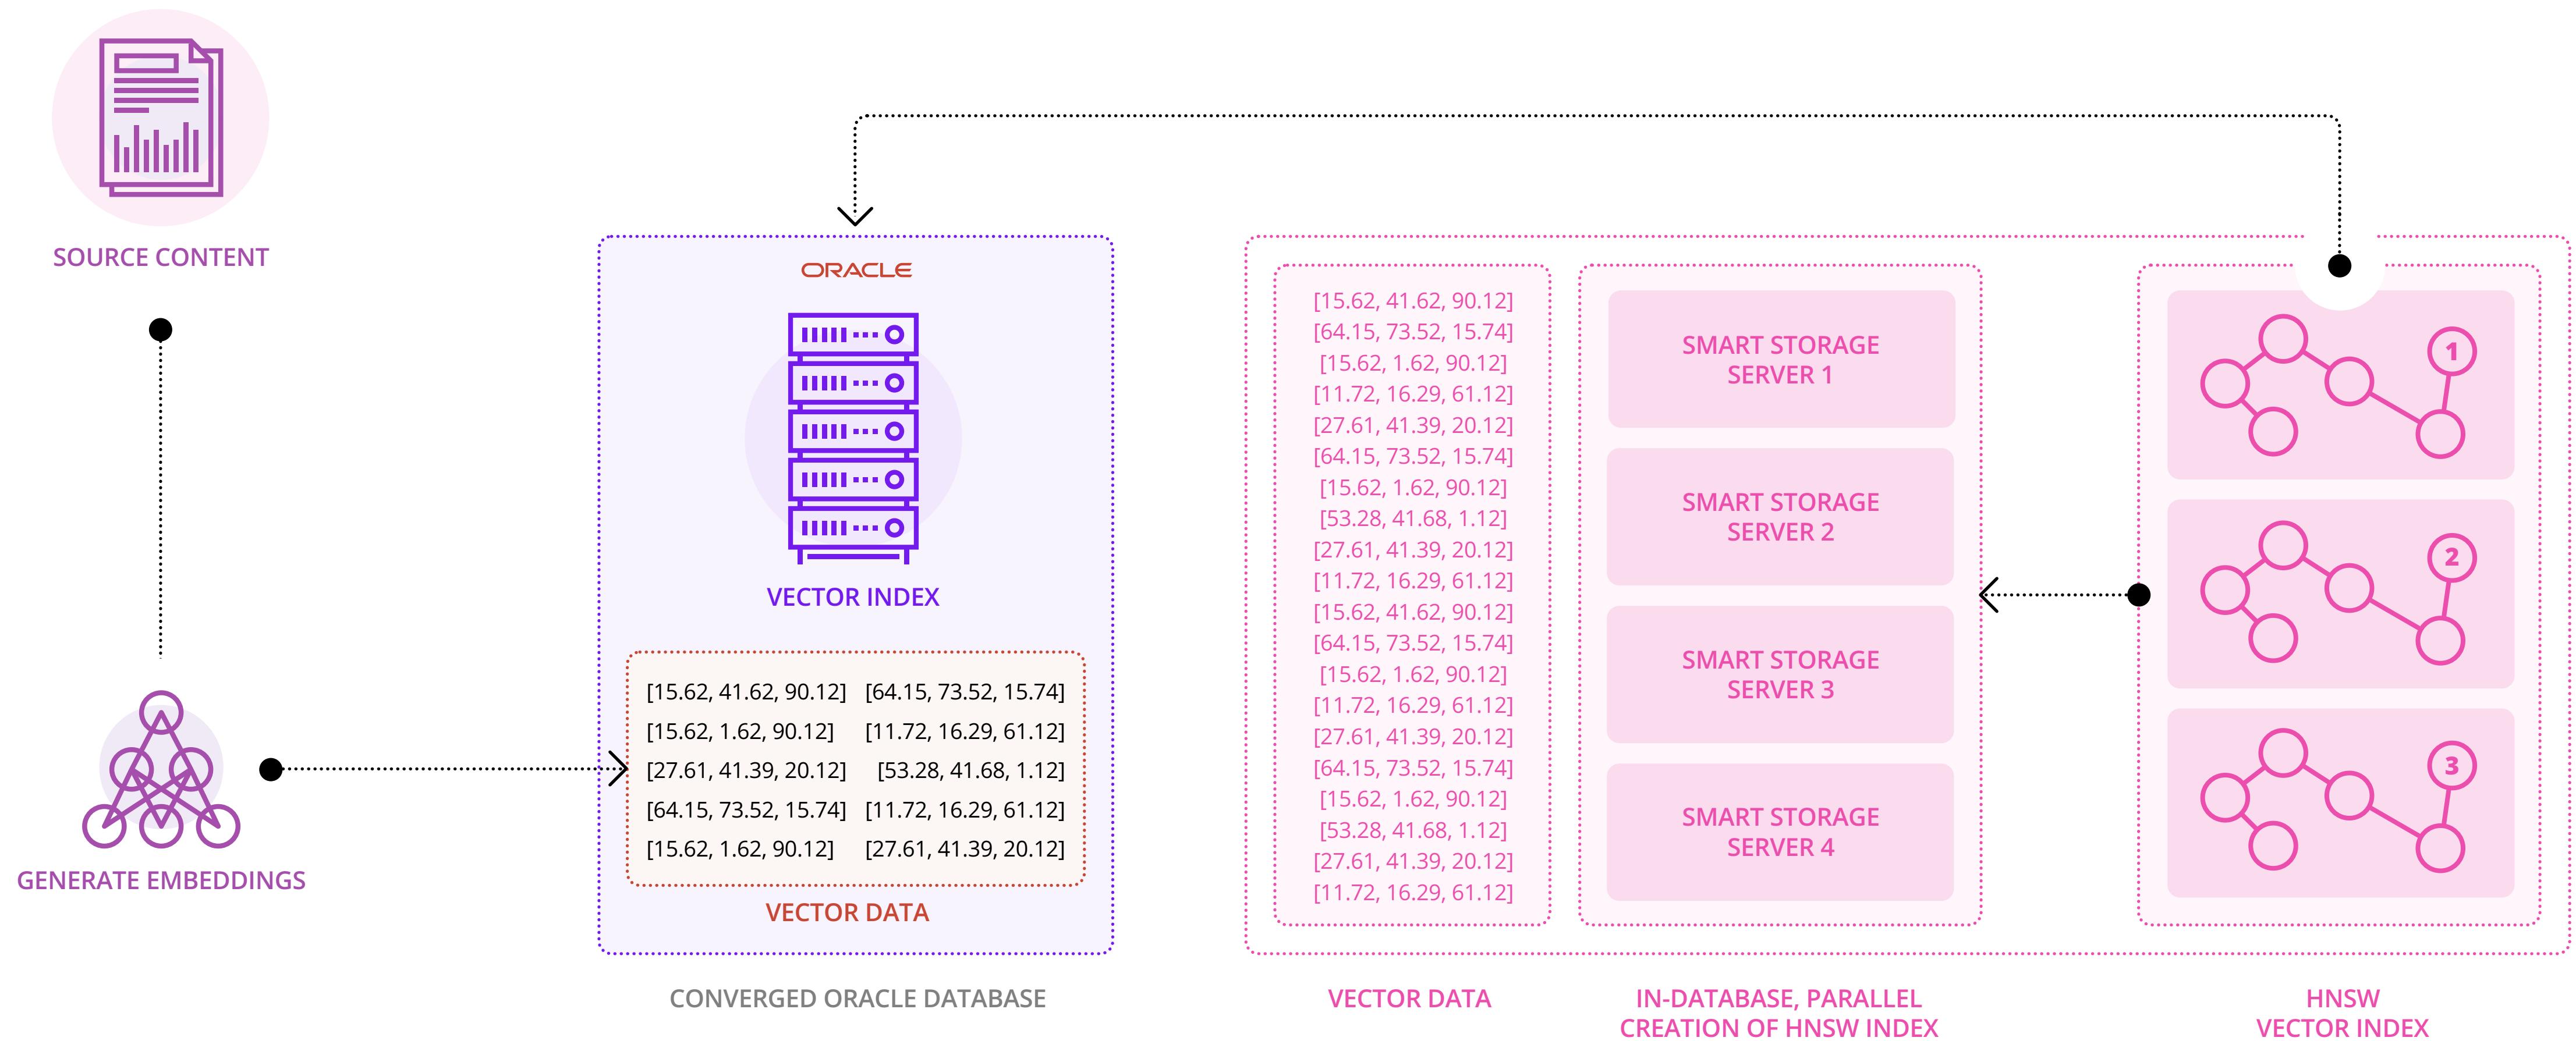 SOURCE CONTENT
GENERATE EMBEDDINGS
ORACLE
VECTOR INDEX
[15.62, 41.62, 90.12] [64.15, 73.52, 15.74]
[15.62, 1.62, 90.12] [11.72, 16.29, 61.12]
[27.61, 41.39, 20.12] [53.28, 41.68, 1.12]
[64.15, 73.52, 15.74] [11.72, 16.29, 61.12]
[15.62, 1.62, 90.12] [27.61, 41.39, 20.12]
VECTOR DATA
CONVERGED ORACLE DATABASE
[15.62, 41.62, 90.12]
[64.15, 73.52, 15.74]
[15.62, 1.62, 90.12]
[11.72, 16.29, 61.12]
[27.61, 41.39, 20.12]
[64.15, 73.52, 15.74]
[15.62, 1.62, 90.12]
[53.28, 41.68, 1.12]
[27.61, 41.39, 20.12]
[11.72, 16.29, 61.12]
[15.62, 41.62, 90.12]
[64.15, 73.52, 15.74]
[15.62, 1.62, 90.12]
[11.72, 16.29, 61.12]
[27.61, 41.39, 20.12]
[64.15, 73.52, 15.74]
[15.62, 1.62, 90.12]
[53.28, 41.68, 1.12]
[27.61, 41.39, 20.12]
[11.72, 16.29, 61.12]
VECTOR DATA
SMART STORAGE
SERVER 1
SMART STORAGE
SERVER 2
SMART STORAGE
SERVER 3
SMART STORAGE
SERVER 4
IN-DATABASE, PARALLEL
CREATION OF HNSW INDEX
1
2
3
HNSW
VECTOR INDEX